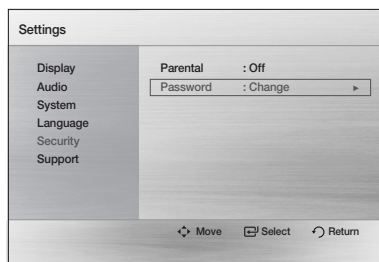 Settings
Display
Audio
System
Language
Security
Support
Parental : Off
Password : Change ►
Move Select Return